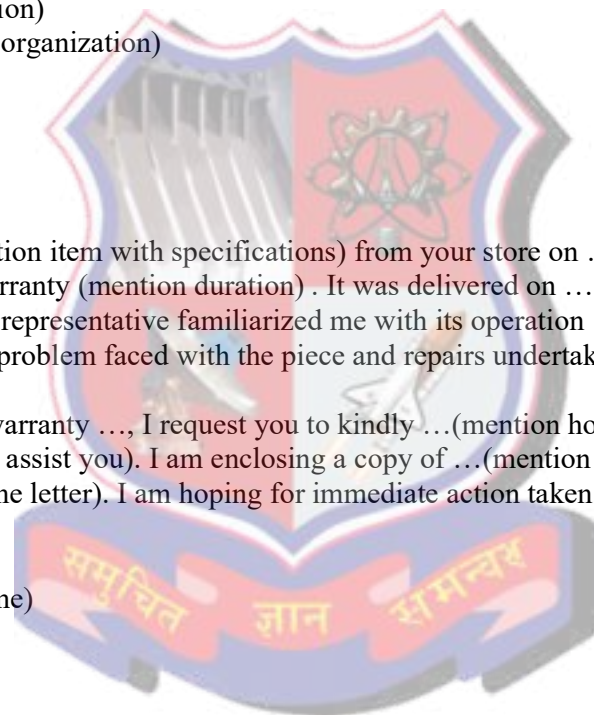 ion)
organization)
tion item with specifications) from your store on .
rranty (mention duration) . It was delivered on …
representative familiarized me with its operation
problem faced with the piece and repairs undertak
warranty …, I request you to kindly …(mention ho
assist you). I am enclosing a copy of …(mention
ne letter). I am hoping for immediate action taken
ne)
समुचित ज्ञान समन्वय